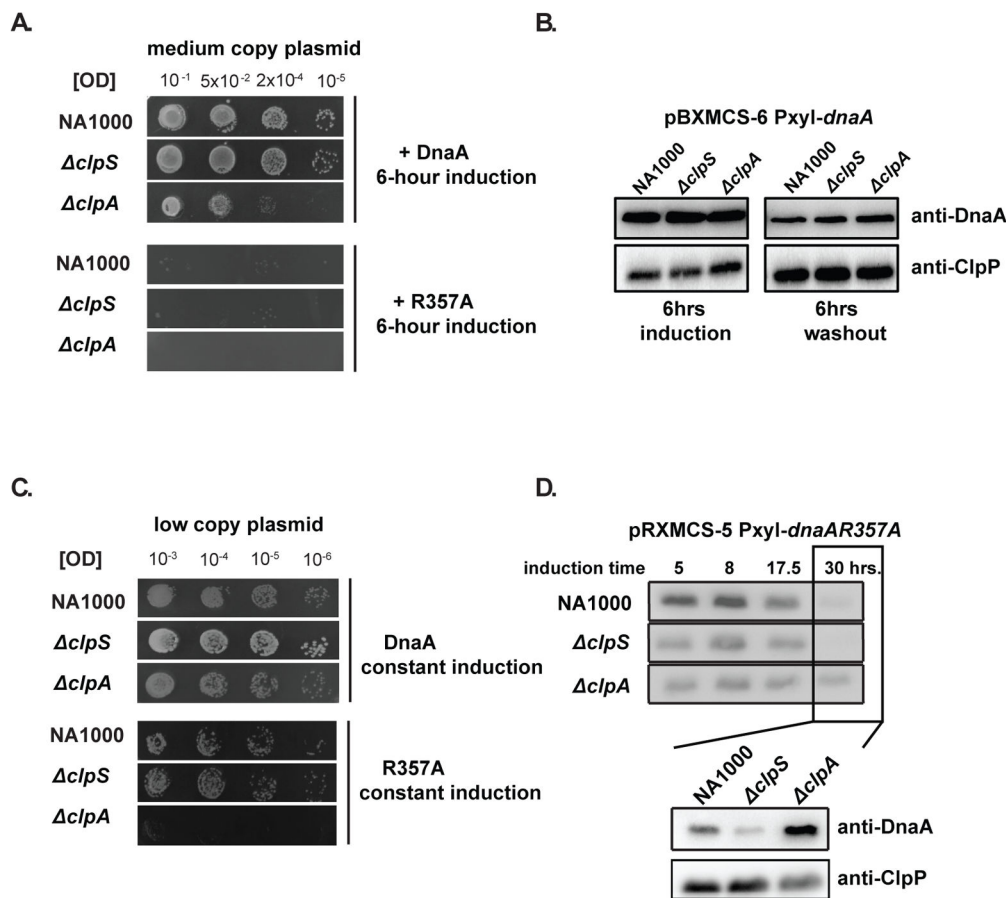 A.
medium copy plasmid
[OD] 10⁻¹ 5x10⁻² 2x10⁻⁴ 10⁻⁵
NA1000
ΔclpS
ΔclpA
+ DnaA
6-hour induction
NA1000
ΔclpS
ΔclpA
+ R357A
6-hour induction
B.
pBXMCS-6 Pxyl-dnaA
NA1000 ΔclpS ΔclpA NA1000 ΔclpS ΔclpA
anti-DnaA
anti-ClpP
6hrs
induction
6hrs
washout
C.
low copy plasmid
[OD] 10⁻³ 10⁻⁴ 10⁻⁵ 10⁻⁶
NA1000
ΔclpS
ΔclpA
DnaA
constant induction
NA1000
ΔclpS
ΔclpA
R357A
constant induction
D.
pRXMCS-5 Pxyl-dnaAR357A
induction time 5 8 17.5 30 hrs.
NA1000
ΔclpS
ΔclpA
NA1000 ΔclpS ΔclpA
anti-DnaA
anti-ClpP